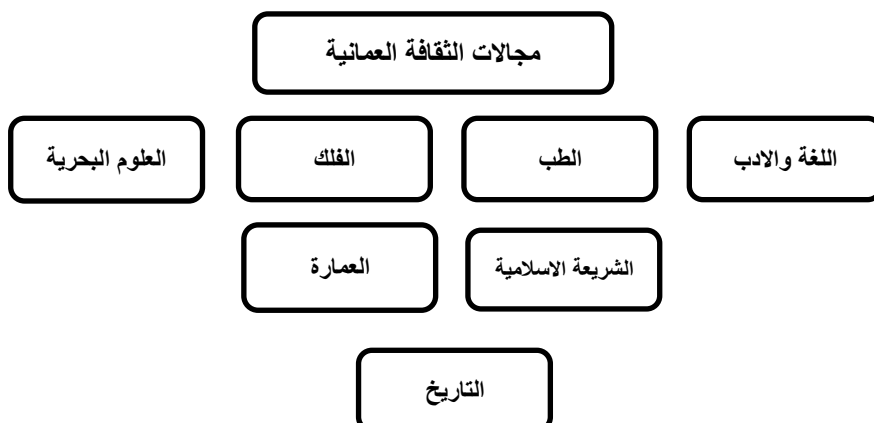 مجالات الثقافة العمانية
اللغة والادب
الطب
الفلك
العلوم البحرية
الشريعة الاسلامية
العمارة
التاريخ